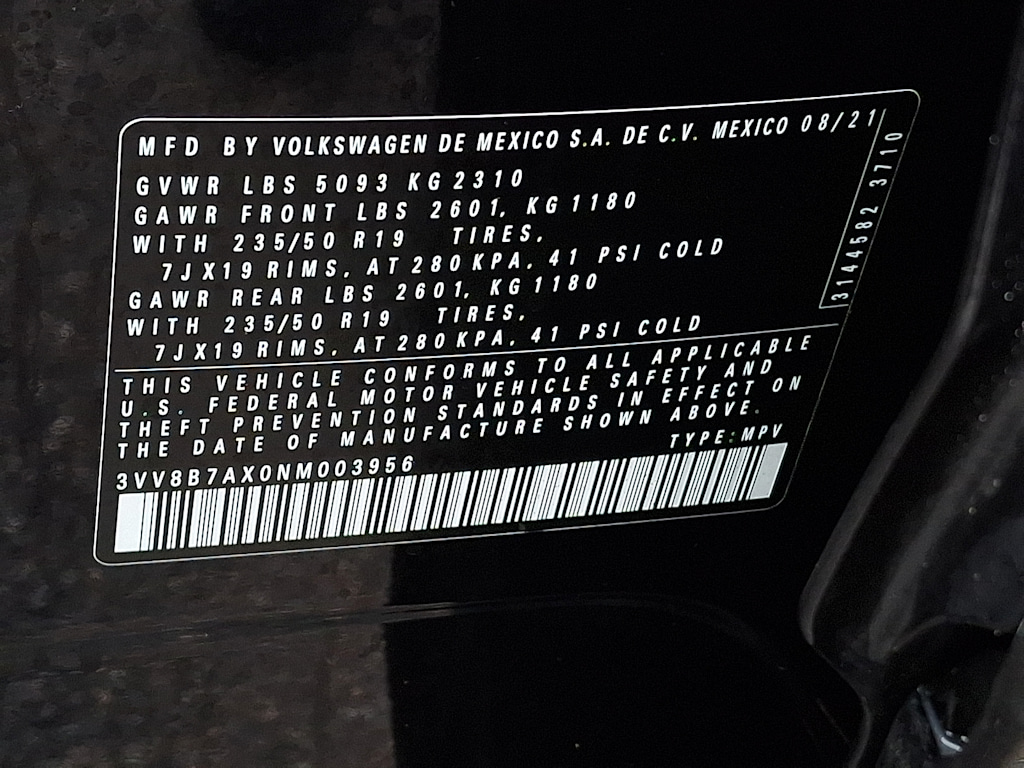 MFD BY VOLKSWAGEN DE MEXICO S.A. DE C.V. MEXICO 08/21
GVWR LBS 5093 KG 2310
GAWR FRONT LBS 2601, KG 1180
WITH 235/50 R19 TIRES,
7JX19 RIMS, AT 280 KPA, 41 PSI COLD
GAWR REAR LBS 2601, KG 1180
WITH 235/50 R19 TIRES,
7JX19 RIMS, AT 280 KPA, 41 PSI COLD
3144582 3710
THIS VEHICLE CONFORMS TO ALL APPLICABLE
U.S. FEDERAL MOTOR VEHICLE SAFETY AND
THEFT PREVENTION STANDARDS IN EFFECT ON
THE DATE OF MANUFACTURE SHOWN ABOVE.
TYPE: MPV
3VV8B7AX0NM003956